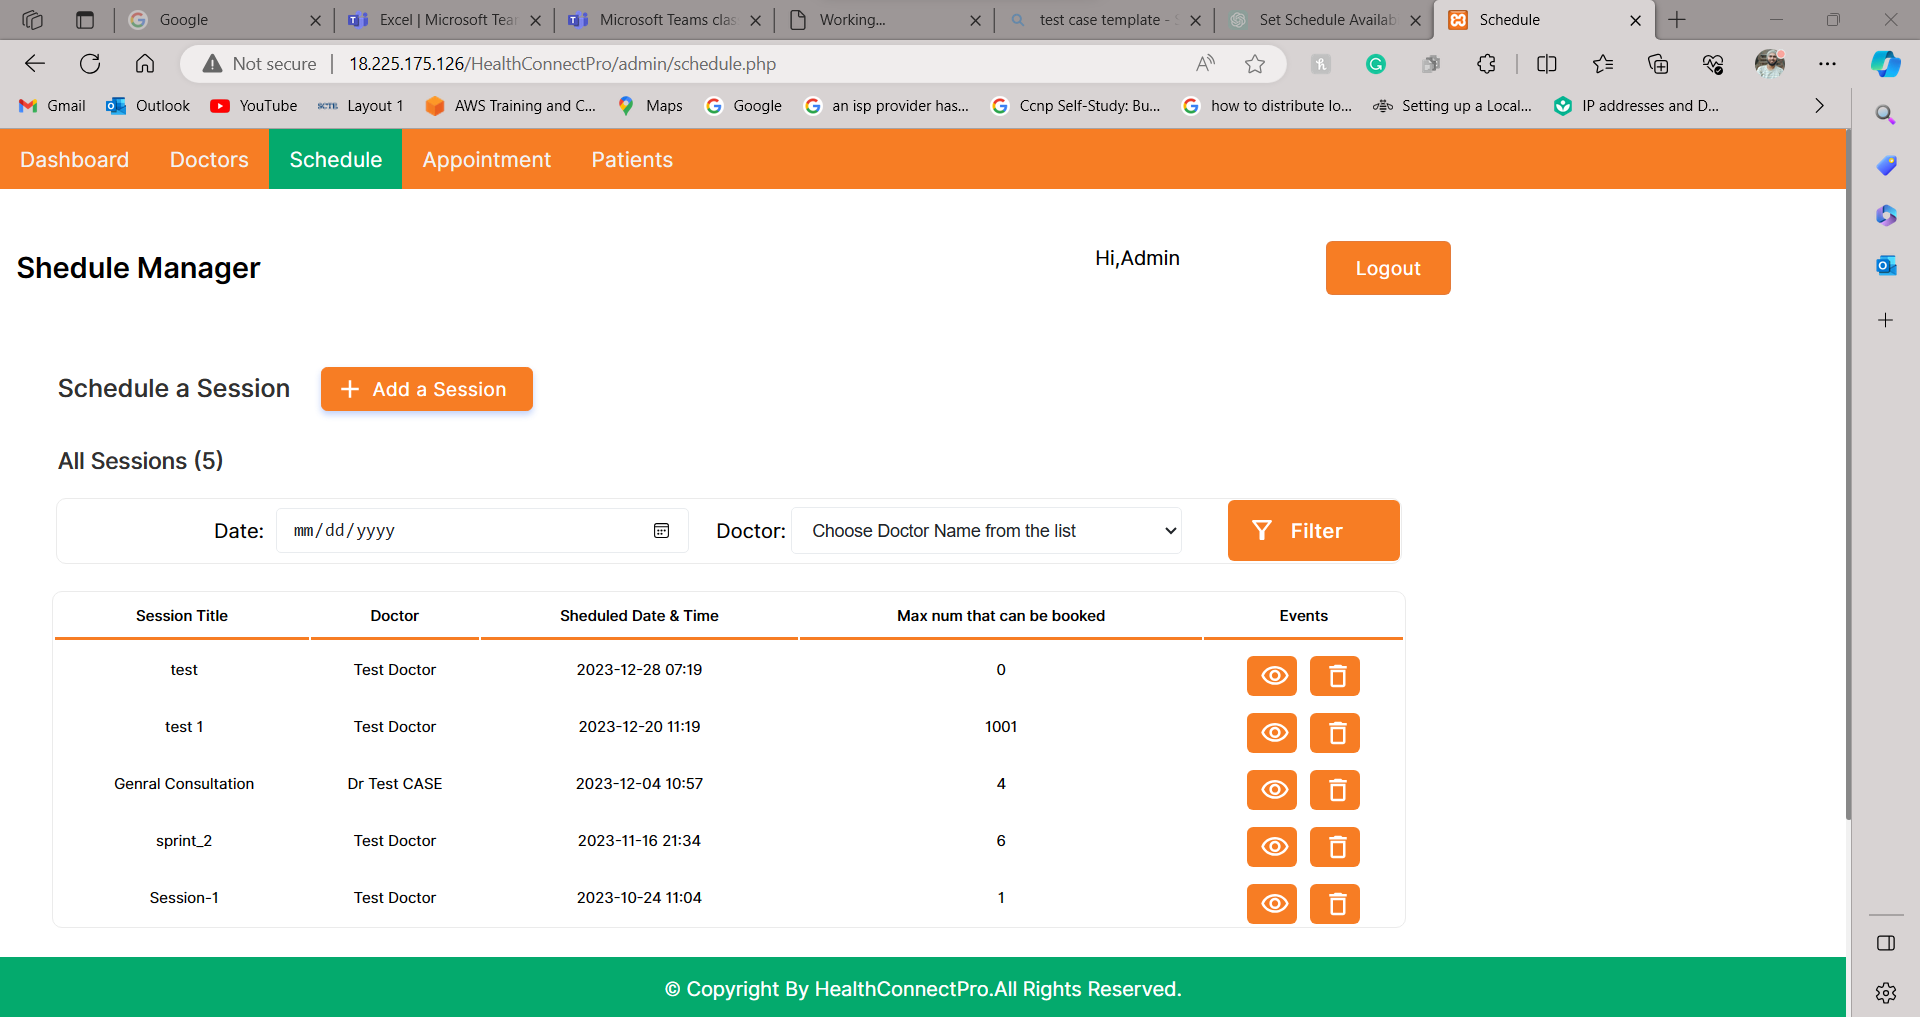 Google
Excel | Microsoft Tea
Microsoft Teams clas
Working...
test case template - S
Set Schedule Availab
Schedule
Not secure | 18.225.175.126/HealthConnectPro/admin/schedule.php
Gmail Outlook YouTube SCTE Layout 1 AWS Training and C... Maps Google an isp provider has... Ccnp Self-Study: Bu... how to distribute lo... Setting up a Local... IP addresses and D...
Dashboard Doctors Schedule Appointment Patients
Shedule Manager
Hi,Admin
Logout
Schedule a Session
+ Add a Session
All Sessions (5)
Date: mm/dd/yyyy Doctor: Choose Doctor Name from the list Filter
Session Title Doctor Sheduled Date & Time Max num that can be booked Events
test Test Doctor 2023-12-28 07:19 0
test 1 Test Doctor 2023-12-20 11:19 1001
Genral Consultation Dr Test CASE 2023-12-04 10:57 4
sprint_2 Test Doctor 2023-11-16 21:34 6
Session-1 Test Doctor 2023-10-24 11:04 1
© Copyright By HealthConnectPro.All Rights Reserved.